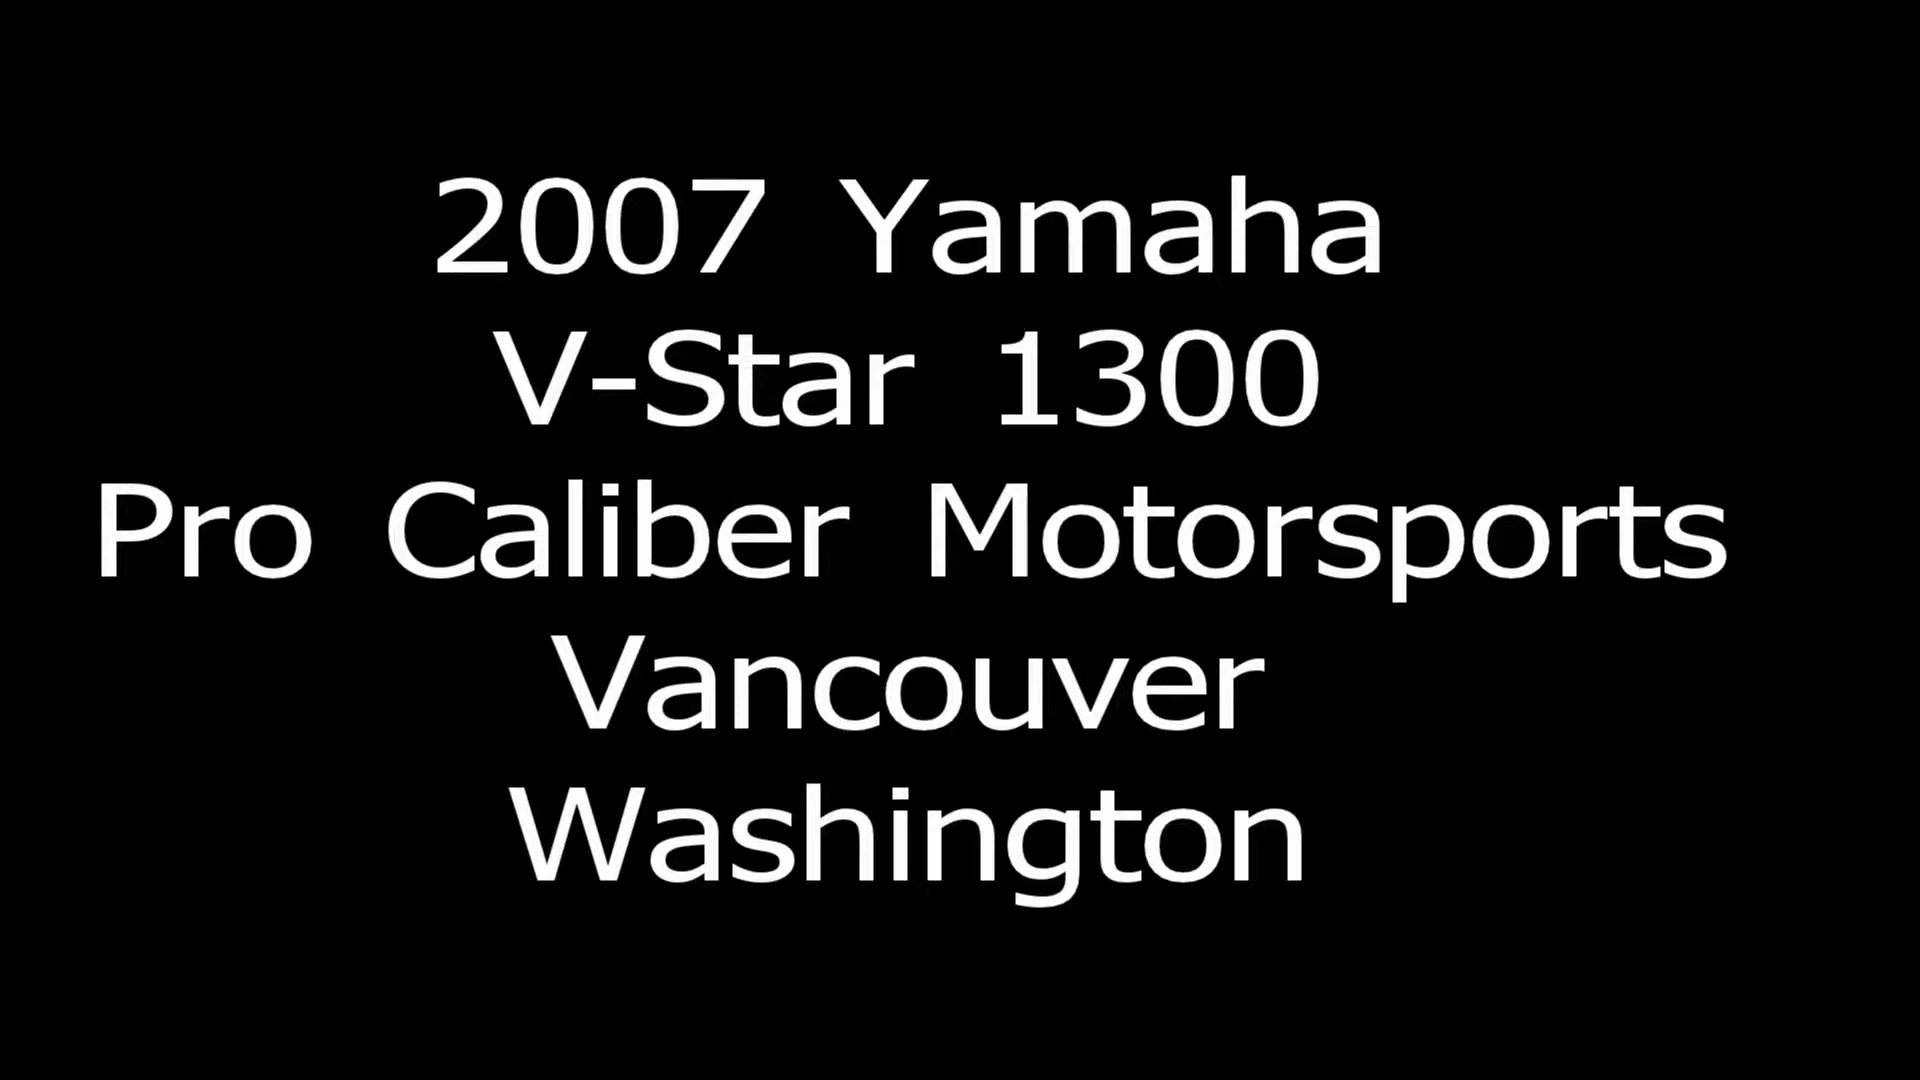 2007 Yamaha
V-Star 1300
Pro Caliber Motorsports
Vancouver
Washington